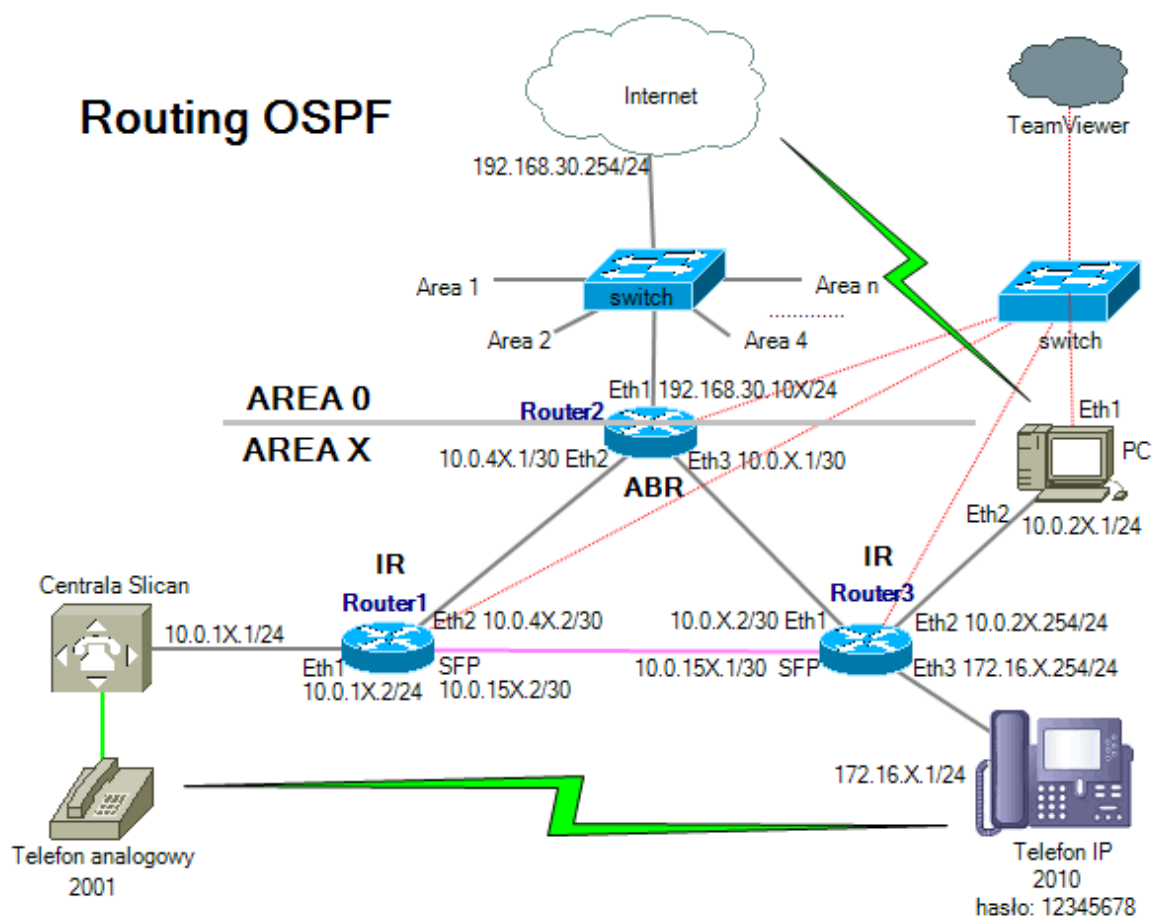 Routing OSPF
Internet
TeamViewer
192.168.30.254/24
Area 1
switch
Area n
.............
Area 2
Area 4
switch
AREA 0
Eth1 192.168.30.10X/24
Router2
Eth1
AREA X
10.0.4X.1/30 Eth2
Eth3 10.0.X.1/30
PC
ABR
Eth2
10.0.2X.1/24
IR
IR
Centrala Slican
Router1
Router3
10.0.1X.1/24
Eth2 10.0.4X.2/30
10.0.X.2/30 Eth1
Eth2 10.0.2X.254/24
Eth1
SFP
10.0.15X.1/30 SFP
Eth3 172.16.X.254/24
10.0.1X.2/24
10.0.15X.2/30
172.16.X.1/24
Telefon analogowy
2001
Telefon IP
2010
hasło: 12345678